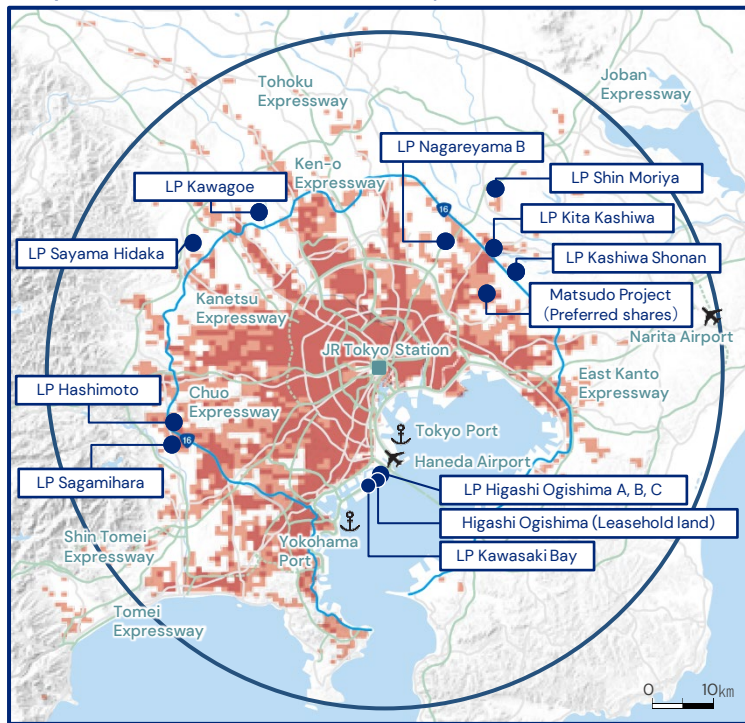 Tohoku
Expressway
Joban
Expressway
LP Nagareyama B
Ken-o
Expressway
LP Shin Moriya
LP Kawagoe
16
LP Kita Kashiwa
LP Sayama Hidaka
LP Kashiwa Shonan
Kanetsu
Expressway
Matsudo Project
(Preferred shares)
Narita Airport
JR Tokyo Station
East Kanto
Expressway
LP Hashimoto
Chuo
Expressway
Tokyo Port
16
Haneda Airport
LP Sagamihara
LP Higashi Ogishima A, B, C
Higashi Ogishima (Leasehold land)
Shin Tomei
Expressway
Yokohama
Port
LP Kawasaki Bay
Tomei
Expressway
0 10km